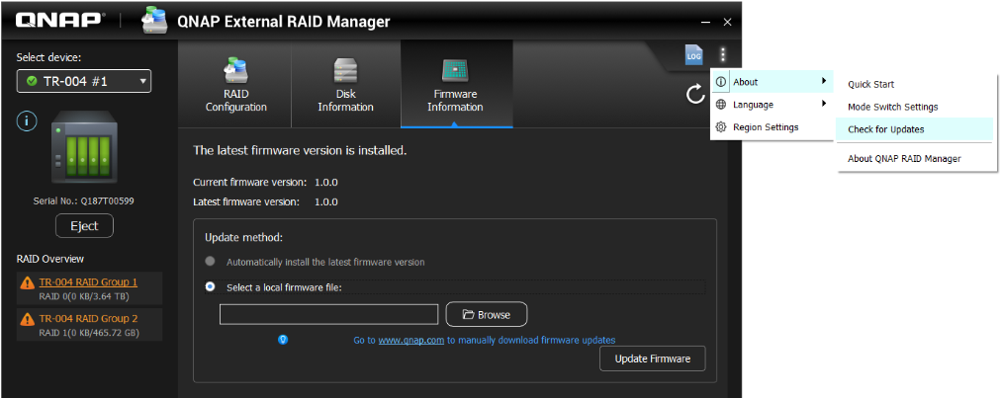 QNAP
QNAP External RAID Manager
Select device:
TR-004 #1
Serial No.: Q187T00599
Eject
RAID Overview
TR-004 RAID Group 1
RAID 0(0 KB/3.64 TB)
TR-004 RAID Group 2
RAID 1(0 KB/465.72 GB)
RAID
Configuration
Disk
Information
Firmware
Information
LOG
About
Language
Region Settings
Quick Start
Mode Switch Settings
Check for Updates
About QNAP RAID Manager
The latest firmware version is installed.
Current firmware version: 1.0.0
Latest firmware version: 1.0.0
Update method:
Automatically install the latest firmware version
Select a local firmware file:
Browse
Go to www.qnap.com to manually download firmware updates
Update Firmware